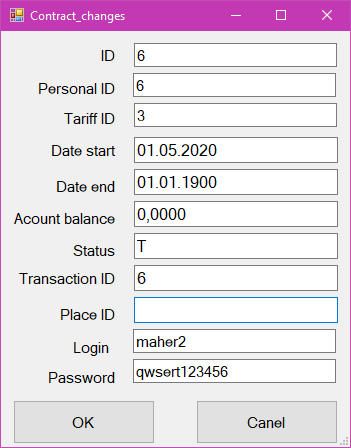 Contract_changes
ID 6
Personal ID 6
Tariff ID 3
Date start 01.05.2020
Date end 01.01.1900
Acount balance 0,0000
Status T
Transaction ID 6
Place ID
Login maher2
Password qwsert123456
OK Canel